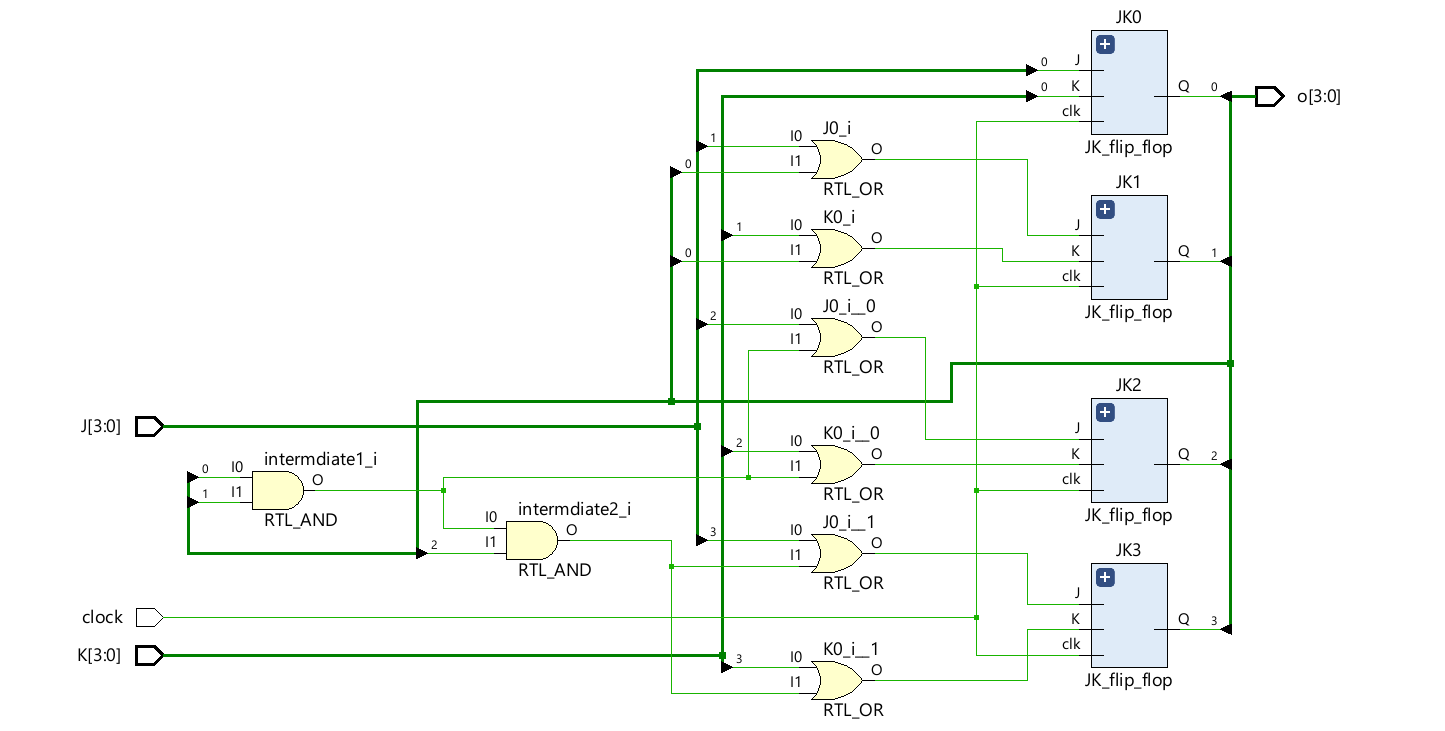 JK0
0 J
0 K
clk
Q 0
o[3:0]
JK_flip_flop
J0_i
1 I0
0 I1
O
RTL_OR
JK1
J
K
clk
Q 1
JK_flip_flop
K0_i
1 I0
0 I1
O
RTL_OR
J0_i__0
2 I0
I1
O
RTL_OR
JK2
J
K
clk
Q 2
JK_flip_flop
J[3:0]
K0_i__0
2 I0
I1
O
RTL_OR
intermdiate1_i
0 I0
1 I1
O
RTL_AND
intermdiate2_i
I0
2 I1
O
RTL_AND
J0_i__1
3 I0
I1
O
RTL_OR
JK3
J
K
clk
Q 3
JK_flip_flop
clock
K[3:0]
K0_i__1
3 I0
I1
O
RTL_OR